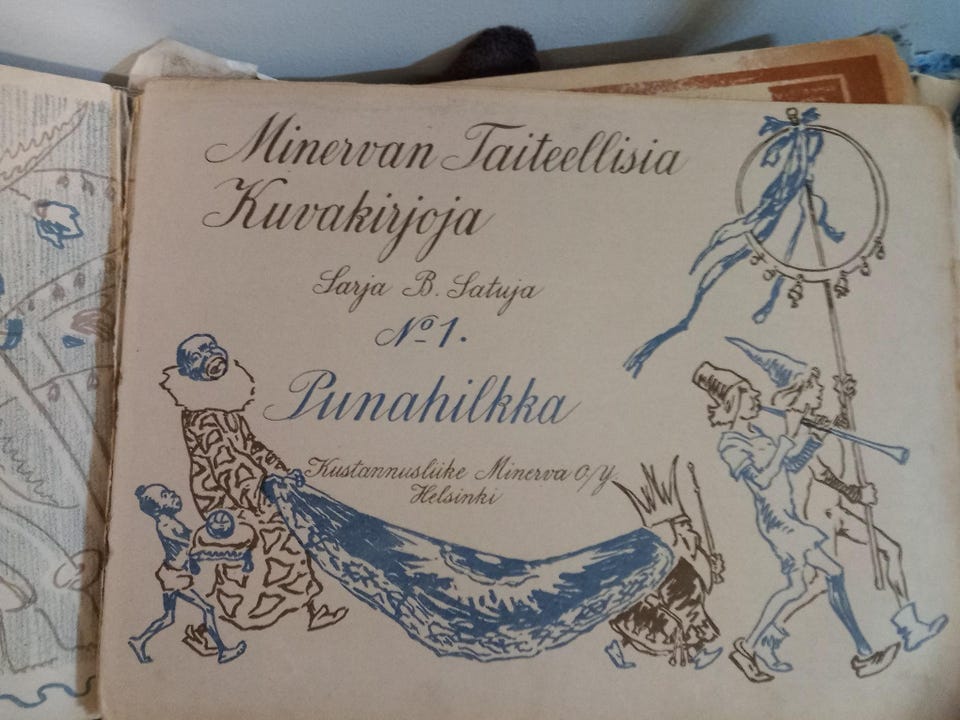 Minervan Taiteellisia
Kuvakirjoja
Sarja B. Satuja
No 1.
Punahilkka
Kustannusliike Minerva O/Y
Helsinki